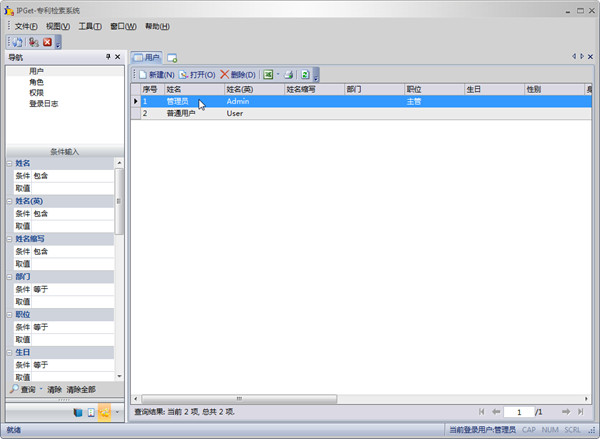 IPGet-专利检索系统
文件(F) 视图(V) 工具(T) 窗口(W) 帮助(H)
导航
用户
角色
权限
登录日志
条件输入
姓名
条件 包含
取值
姓名(英)
条件 包含
取值
姓名缩写
条件 包含
取值
部门
条件 等于
取值
职位
条件 等于
取值
生日
条件 等于
取值
查询 清除 清除全部
用户
新建(N) 打开(O) 删除(D)
序号 姓名 姓名(英) 姓名缩写 部门 职位 生日 性别
1 管理员 Admin 主管
2 普通用户 User
查询结果: 当前 2 项, 总共 2 项.
1 /1
就绪
当前登录用户:管理员 CAP NUM SCRL